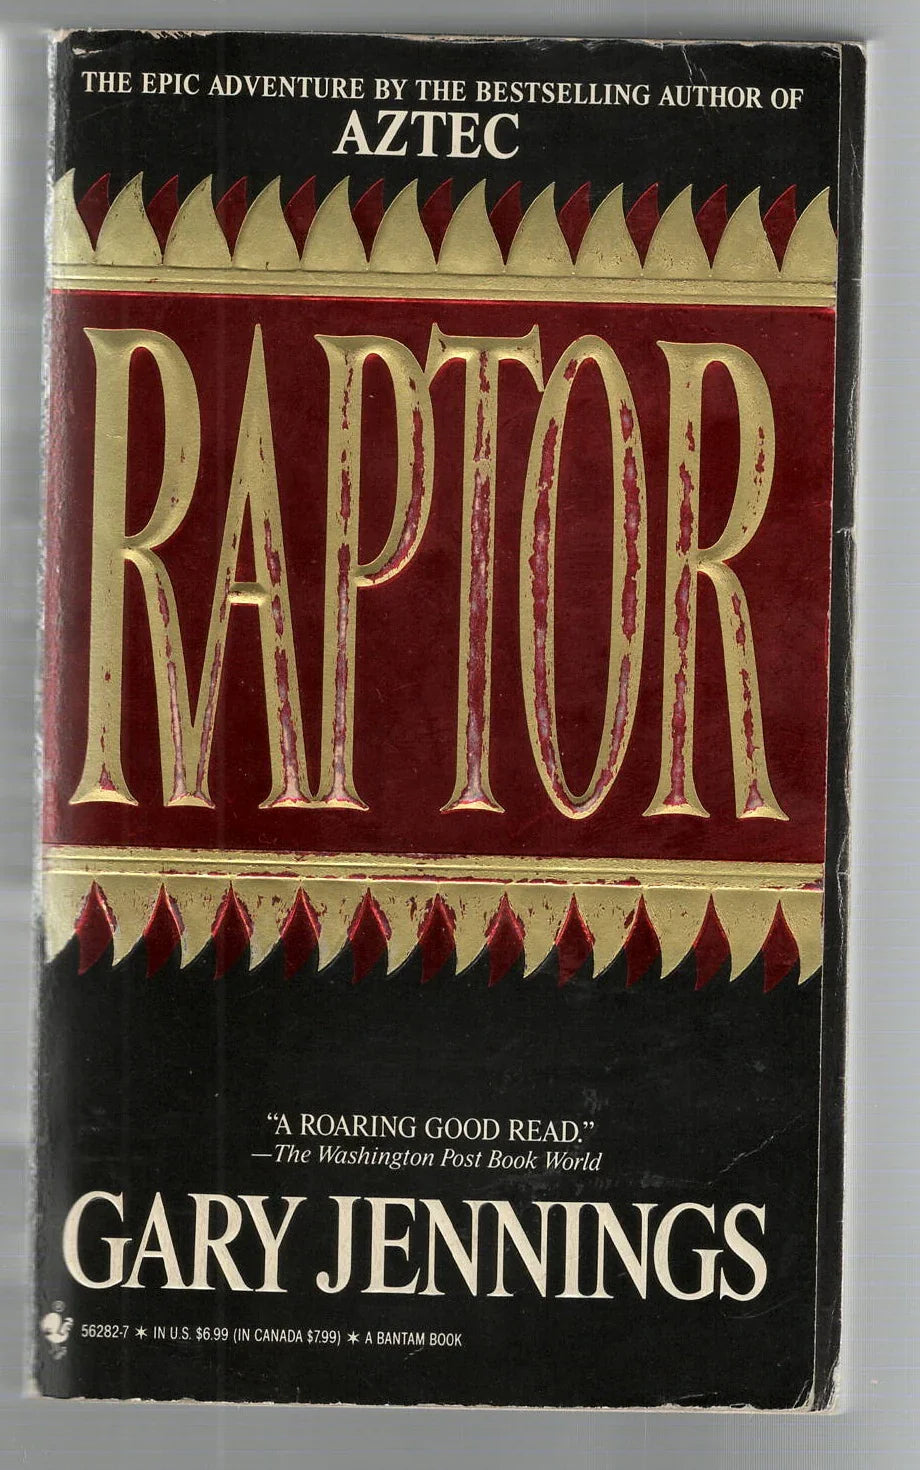 THE EPIC ADVENTURE BY THE BESTSELLING AUTHOR OF
AZTEC
RAPTOR
“A ROARING GOOD READ.”
—The Washington Post Book World
GARY JENNINGS
®
56282-7 ★ IN U.S. $6.99 (IN CANADA $7.99) ★ A BANTAM BOOK